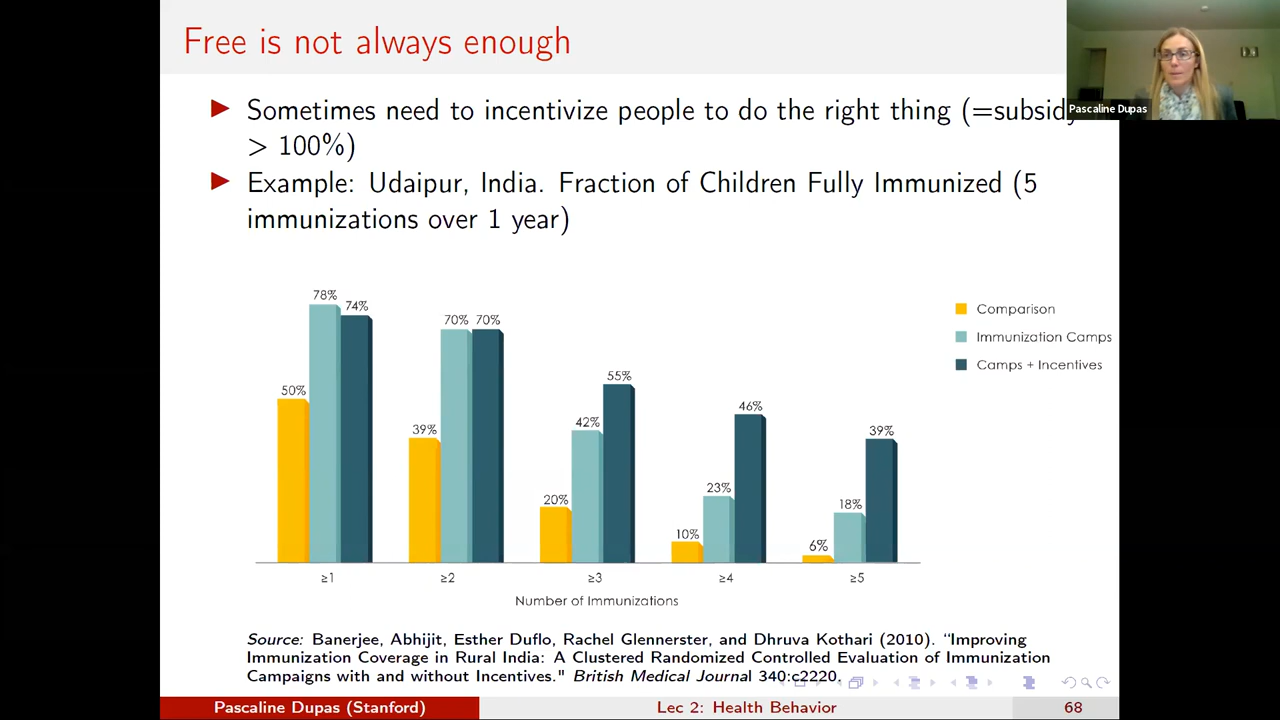 Free is not always enough
Pascaline Dupas
Sometimes need to incentivize people to do the right thing (=subsidy
> 100%)
Example: Udaipur, India. Fraction of Children Fully Immunized (5
immunizations over 1 year)
78%
74%
50%
70% 70%
39%
55%
42%
20%
46%
23%
10%
39%
18%
6%
Comparison
Immunization Camps
Camps + Incentives
≥1 ≥2 ≥3 ≥4 ≥5
Number of Immunizations
Source: Banerjee, Abhijit, Esther Duflo, Rachel Glennerster, and Dhruva Kothari (2010). "Improving
Immunization Coverage in Rural India: A Clustered Randomized Controlled Evaluation of Immunization
Campaigns with and without Incentives." British Medical Journal 340:c2220.
Pascaline Dupas (Stanford) Lec 2: Health Behavior 68